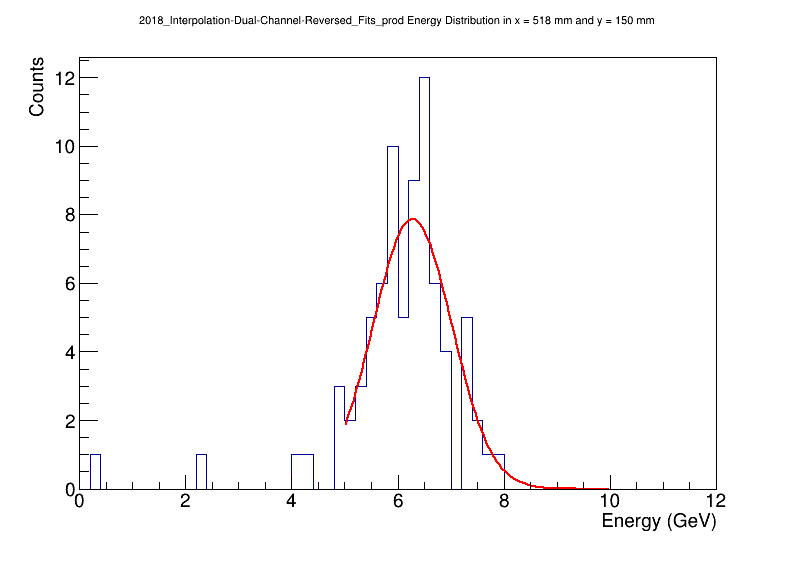 2018_Interpolation-Dual-Channel-Reversed_Fits_prod Energy Distribution in x = 518 mm and y = 150 mm
Counts
12
10
8
6
4
2
0
0 2 4 6 8 10 12
Energy (GeV)